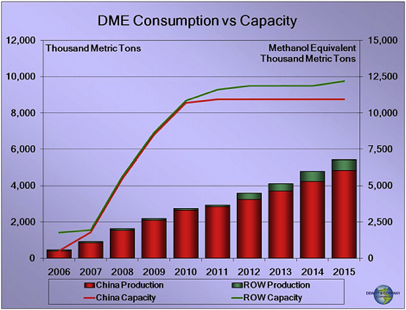 DME Consumption vs Capacity
Thousand Metric Tons
Methanol Equivalent
Thousand Metric Tons
12,000
10,000
8,000
6,000
4,000
2,000
0
15,000
12,500
10,000
7,500
5,000
2,500
0
2006 2007 2008 2009 2010 2011 2012 2013 2014 2015
China Production
ROW Production
China Capacity
ROW Capacity